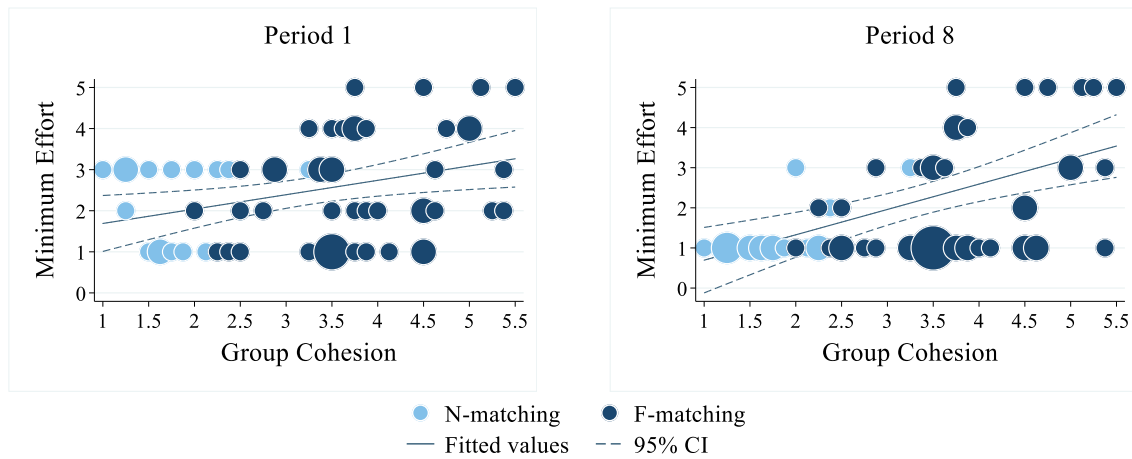 Period 1
Minimum Effort
5
4
3
2
1
0
1 1.5 2 2.5 3 3.5 4 4.5 5 5.5
Group Cohesion
Period 8
Minimum Effort
5
4
3
2
1
0
1 1.5 2 2.5 3 3.5 4 4.5 5 5.5
Group Cohesion
N-matching F-matching
Fitted values 95% CI